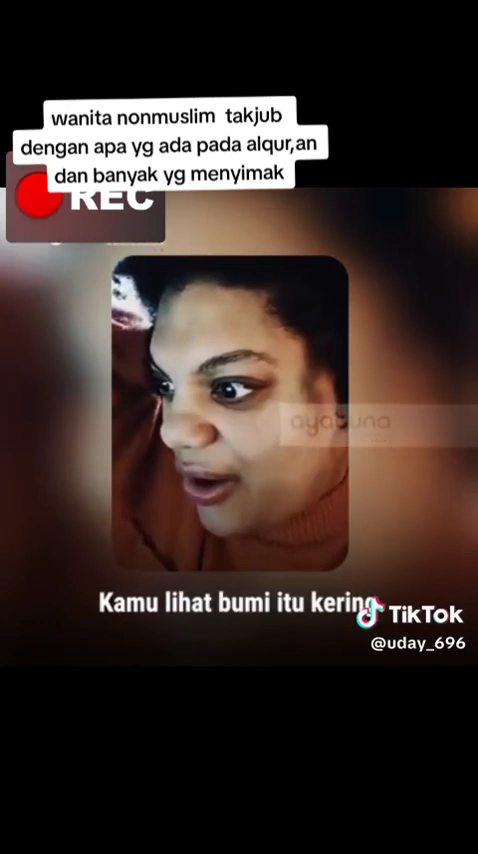 wanita nonmuslim takjub
dengan apa yg ada pada alqur,an
dan banyak yg menyimak
REC
Kamu lihat bumi itu kering
TikTok
@uday_696